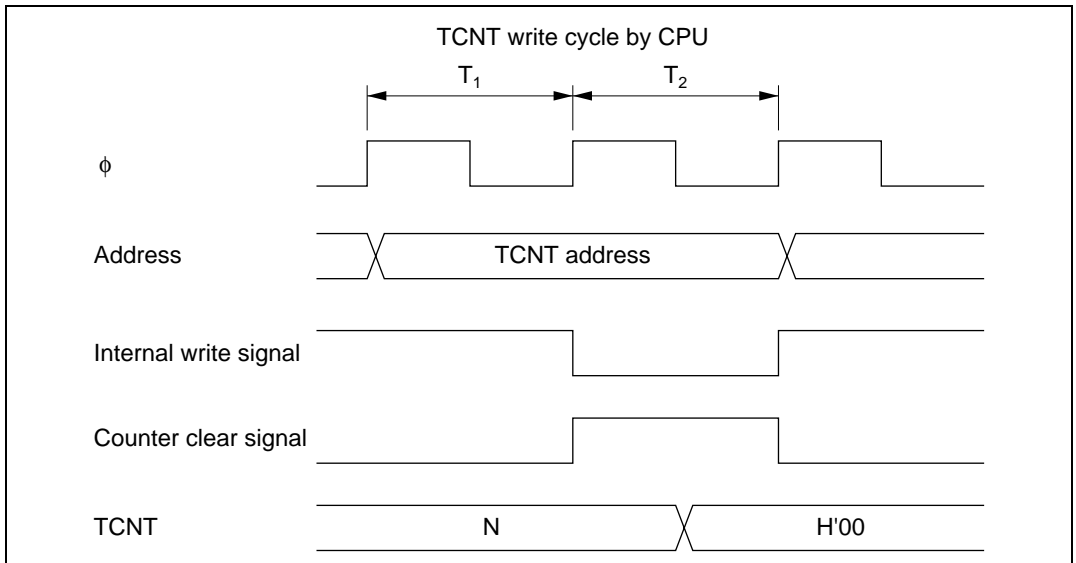 TCNT write cycle by CPU
T1 T2
ϕ
Address TCNT address
Internal write signal
Counter clear signal
TCNT N H'00